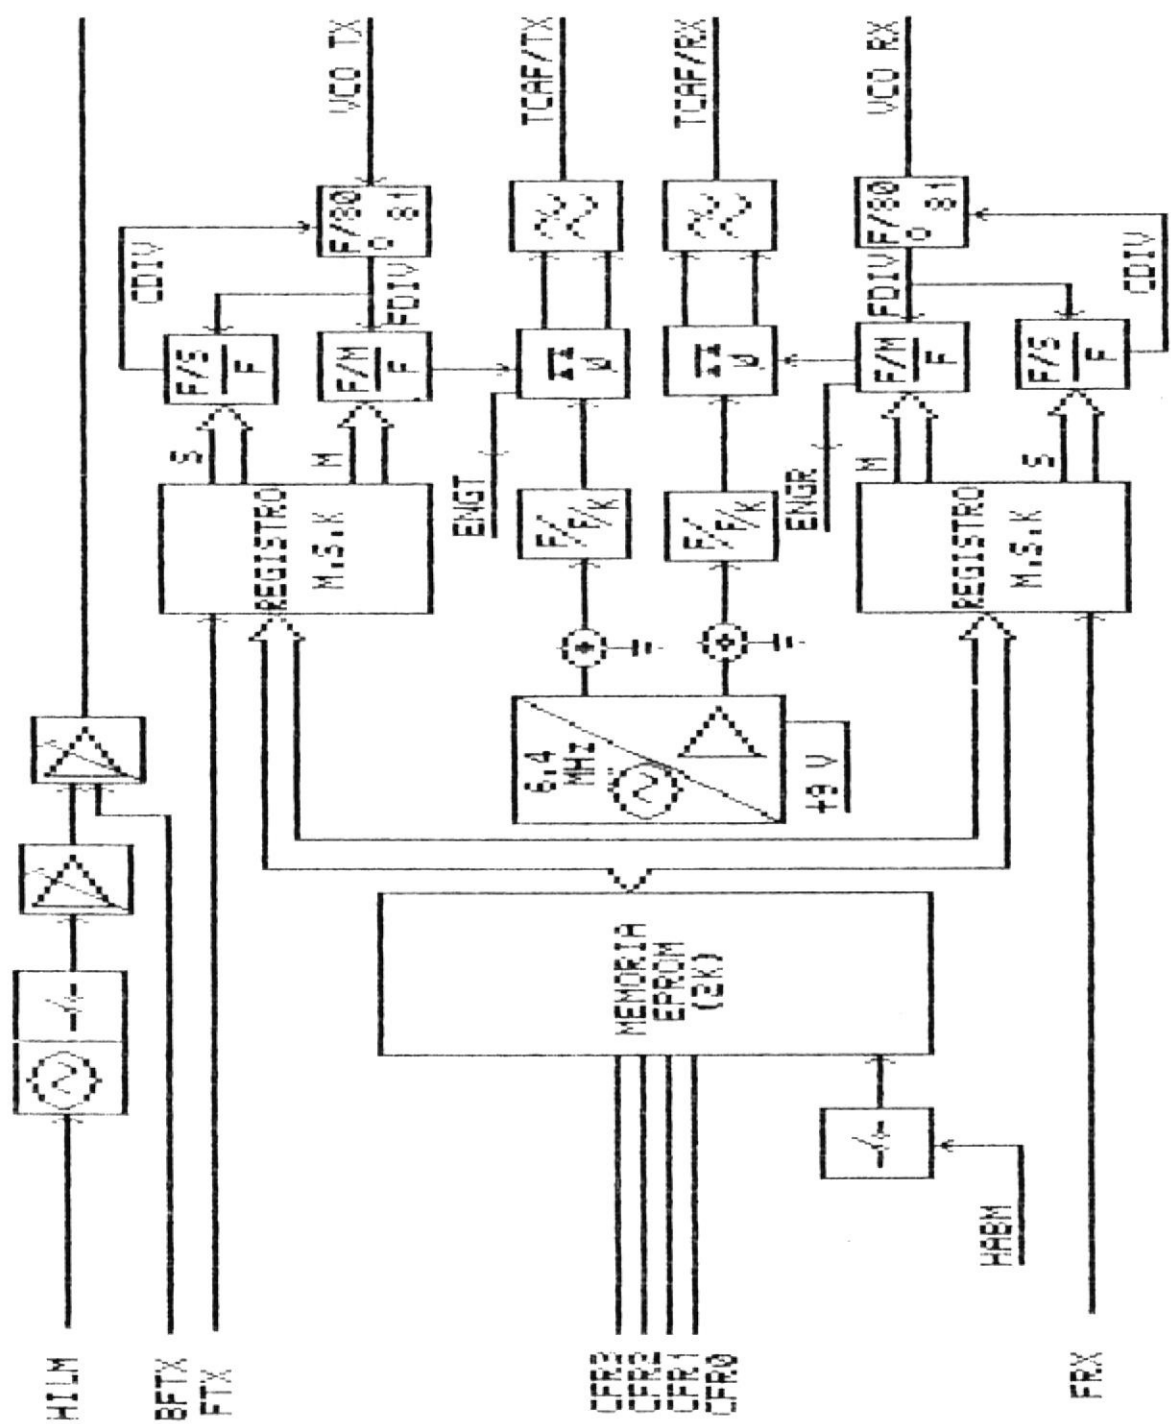 HILM
BFTX
CDIV
S
F/S
F
FTX
REGISTRO
M.S.K
M
F/M
F
VCO TX
F/80
O 81
FDIV
ENGT
TCAF/TX
F/
F/K
6.4
MHz
CFR3
CFR2
CFR1
CFR0
MEMORIA
EPROM
(2K)
TCAF/RX
F/
F/K
+9 V
ENGR
VCO RX
F/80
O 81
FDIV
M
F/M
F
REGISTRO
M.S.K
HABM
S
F/S
F
FRX
CDIV